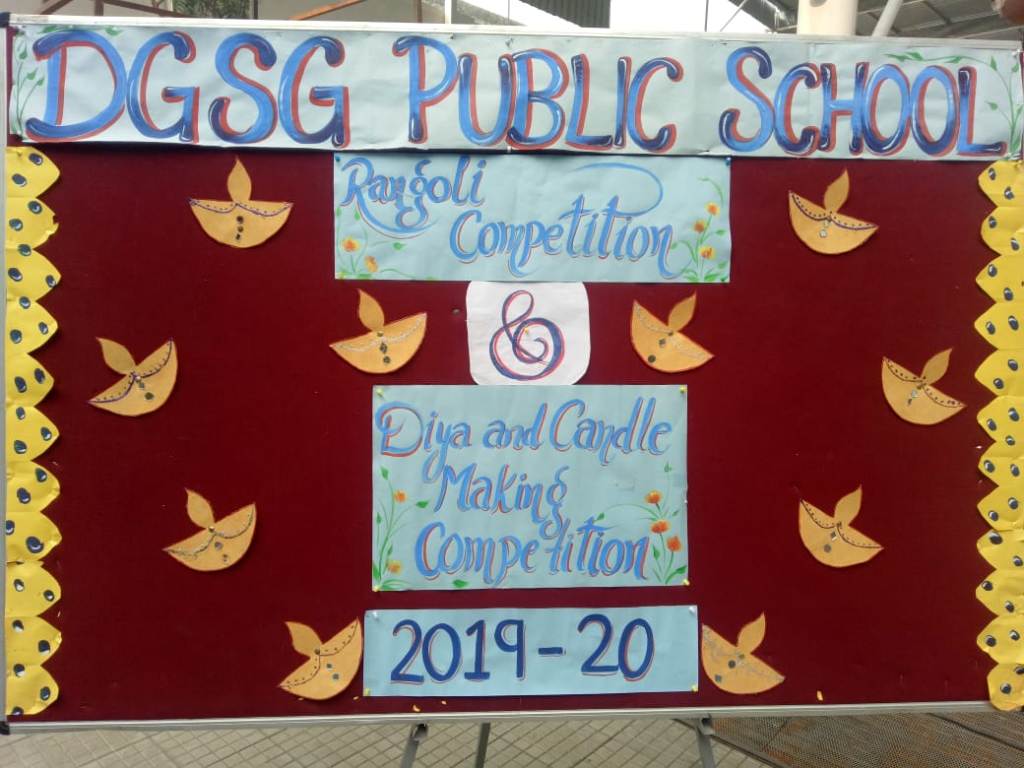 DGSG PUBLIC SCHOOL
Rangoli
Competition
&
Diya and Candle
Making
Competition
2019-20